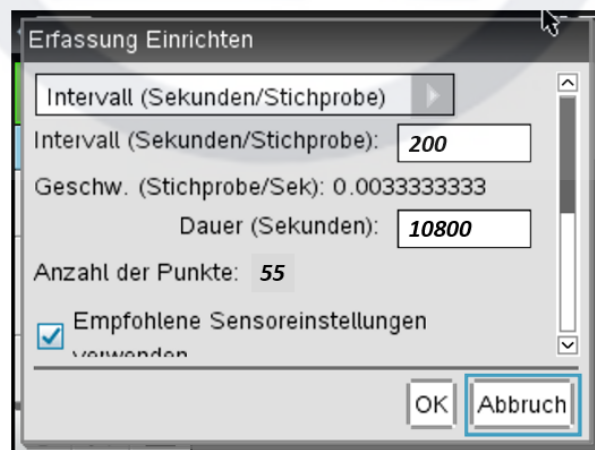 Erfassung Einrichten
Intervall (Sekunden/Stichprobe)
Intervall (Sekunden/Stichprobe): 200
Geschw. (Stichprobe/Sek): 0.0033333333
Dauer (Sekunden): 10800
Anzahl der Punkte: 55
Empfohlene Sensoreinstellungen
verwenden
OK Abbruch